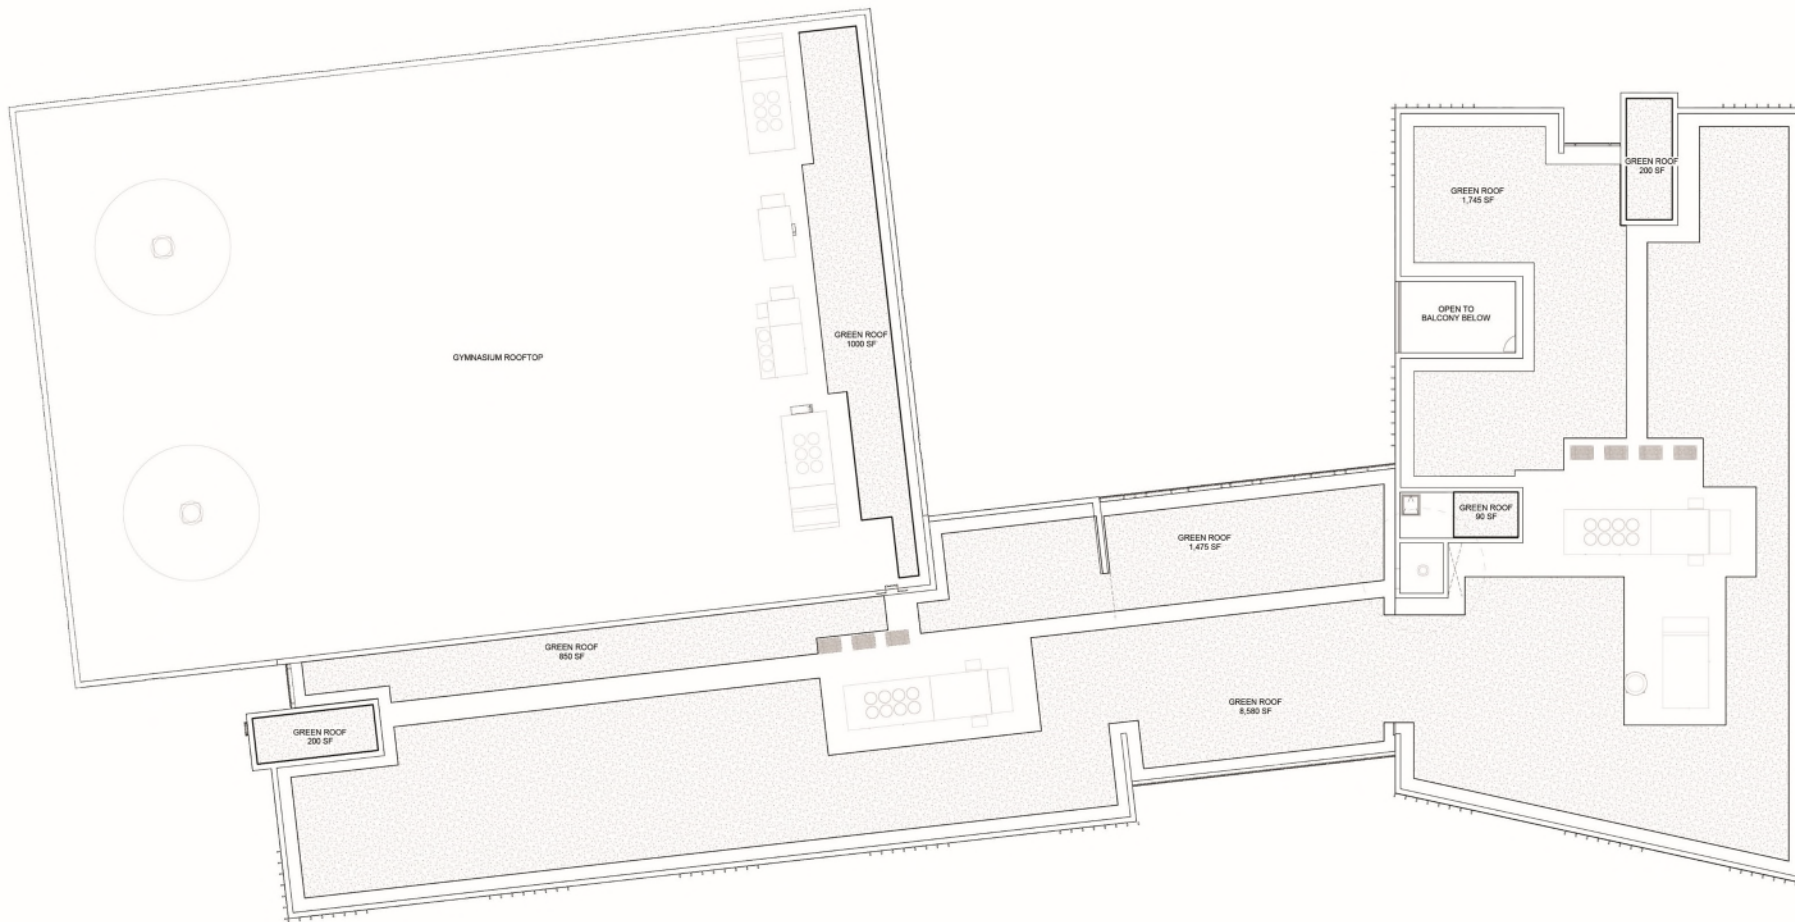 GREEN ROOF
200 SF
GREEN ROOF
1,745 SF
OPEN TO
BALCONY BELOW
GREEN ROOF
1000 SF
GYMNASIUM ROOFTOP
GREEN ROOF
90 SF
GREEN ROOF
1,475 SF
GREEN ROOF
850 SF
GREEN ROOF
8,580 SF
GREEN ROOF
200 SF